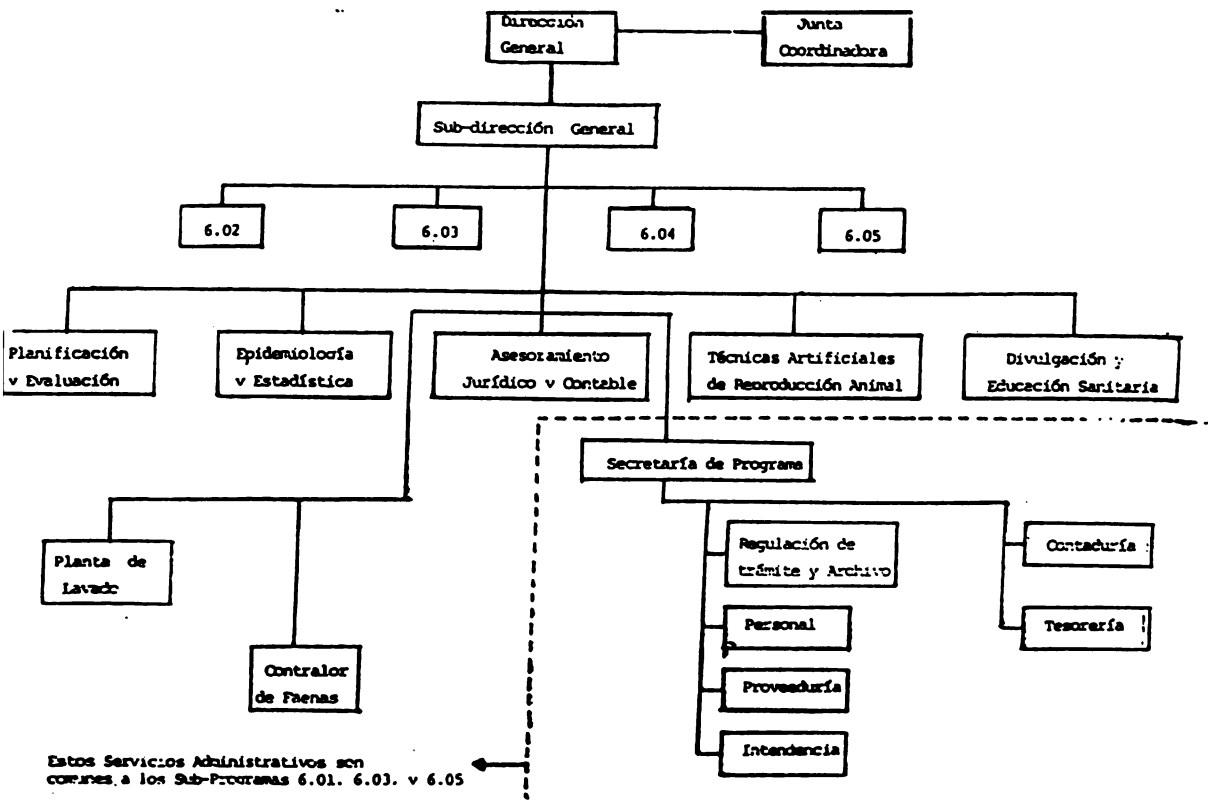 Dirección
General
Junta
Coordinadora
Sub-dirección General
6.02
6.03
6.04
6.05
Planificación
v Evaluación
Epidemiología
v Estadística
Asesoramiento
Jurídico v Contable
Técnicas Artificiales
de Reproducción Animal
Divulgación y
Educación Sanitaria
Secretaría de Programa
Planta de
Lavado
Contralor
de Faenas
Regulación de
trámite y Archivo
Personal
Proveeduría
Intendencia
Contaduría
Tesorería
Estos Servicios Administrativos son
comunes a los Sub-Programas 6.01. 6.03. v 6.05